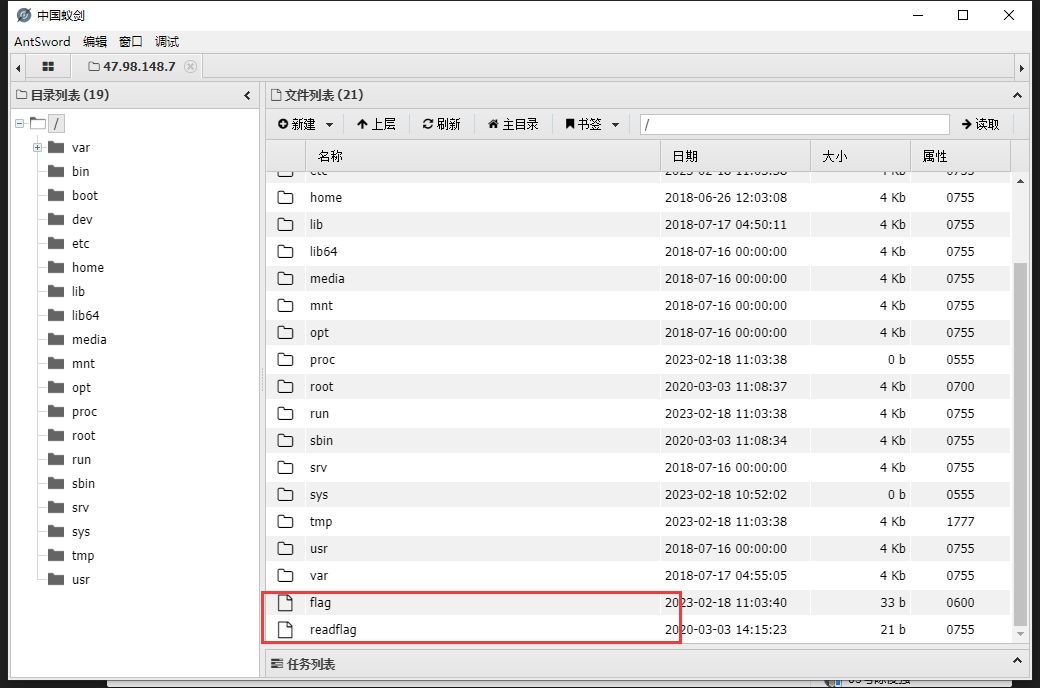 中国蚁剑
AntSword 编辑 窗口 调试
47.98.148.7
目录列表 (19)
/
var
bin
boot
dev
etc
home
lib
lib64
media
mnt
opt
proc
root
run
sbin
srv
sys
tmp
usr
文件列表 (21)
新建 上层 刷新 主目录 书签 / 读取
名称 日期 大小 属性
etc 2023-02-18 11:03:38 4 Kb 0755
home 2018-06-26 12:03:08 4 Kb 0755
lib 2018-07-17 04:50:11 4 Kb 0755
lib64 2018-07-16 00:00:00 4 Kb 0755
media 2018-07-16 00:00:00 4 Kb 0755
mnt 2018-07-16 00:00:00 4 Kb 0755
opt 2018-07-16 00:00:00 4 Kb 0755
proc 2023-02-18 11:03:38 0 b 0555
root 2020-03-03 11:08:37 4 Kb 0700
run 2023-02-18 11:03:38 4 Kb 0755
sbin 2020-03-03 11:08:34 4 Kb 0755
srv 2018-07-16 00:00:00 4 Kb 0755
sys 2023-02-18 10:52:02 0 b 0555
tmp 2023-02-18 11:03:38 4 Kb 1777
usr 2018-07-16 00:00:00 4 Kb 0755
var 2018-07-17 04:55:05 4 Kb 0755
flag 2023-02-18 11:03:40 33 b 0600
readflag 2020-03-03 14:15:23 21 b 0755
任务列表